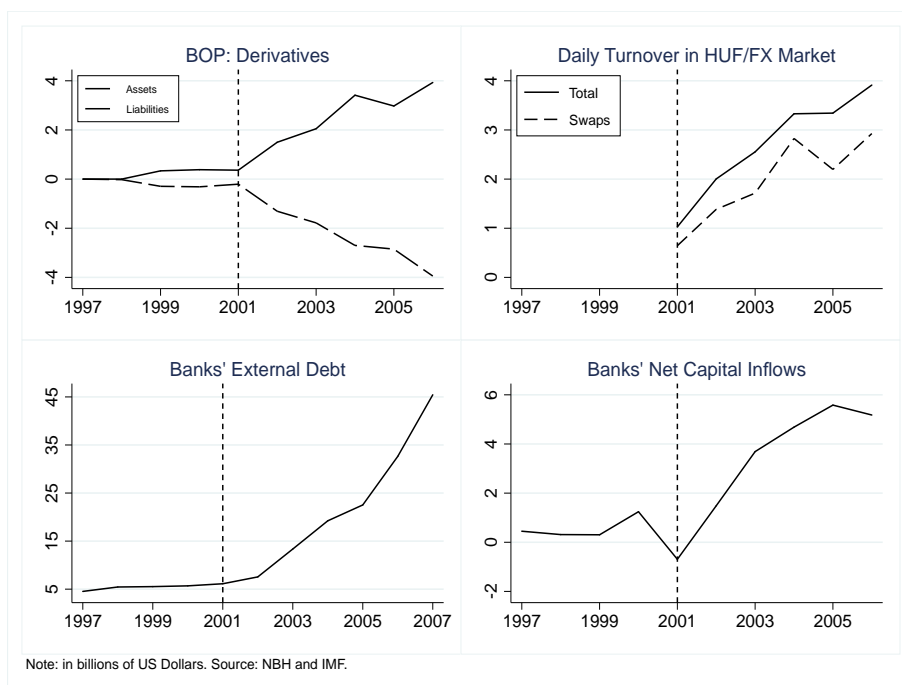 BOP: Derivatives
4
2
0
-2
-4
Assets
Liabilities
1997 1999 2001 2003 2005
Daily Turnover in HUF/FX Market
4
3
2
1
0
Total
Swaps
1997 1999 2001 2003 2005
Banks' External Debt
45
35
25
15
5
1997 1999 2001 2003 2005 2007
Banks' Net Capital Inflows
6
4
2
0
-2
1997 1999 2001 2003 2005
Note: in billions of US Dollars. Source: NBH and IMF.